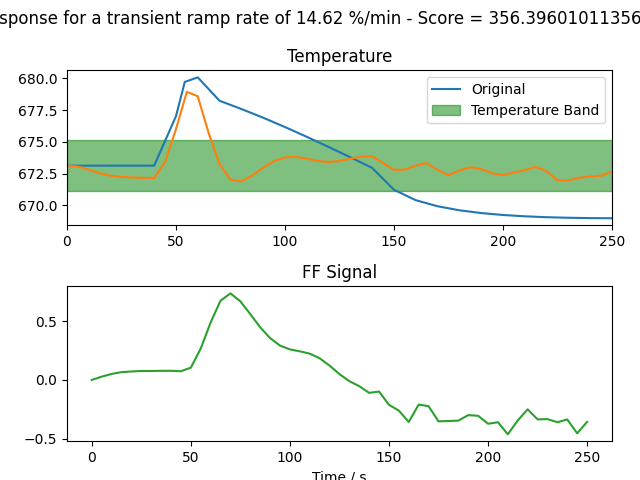 sponse for a transient ramp rate of 14.62 %/min - Score = 356.39601011356
Temperature
680.0
677.5
675.0
672.5
670.0
Original
Temperature Band
0 50 100 150 200 250
FF Signal
0.5
0.0
−0.5
0 50 100 150 200 250
Time / s